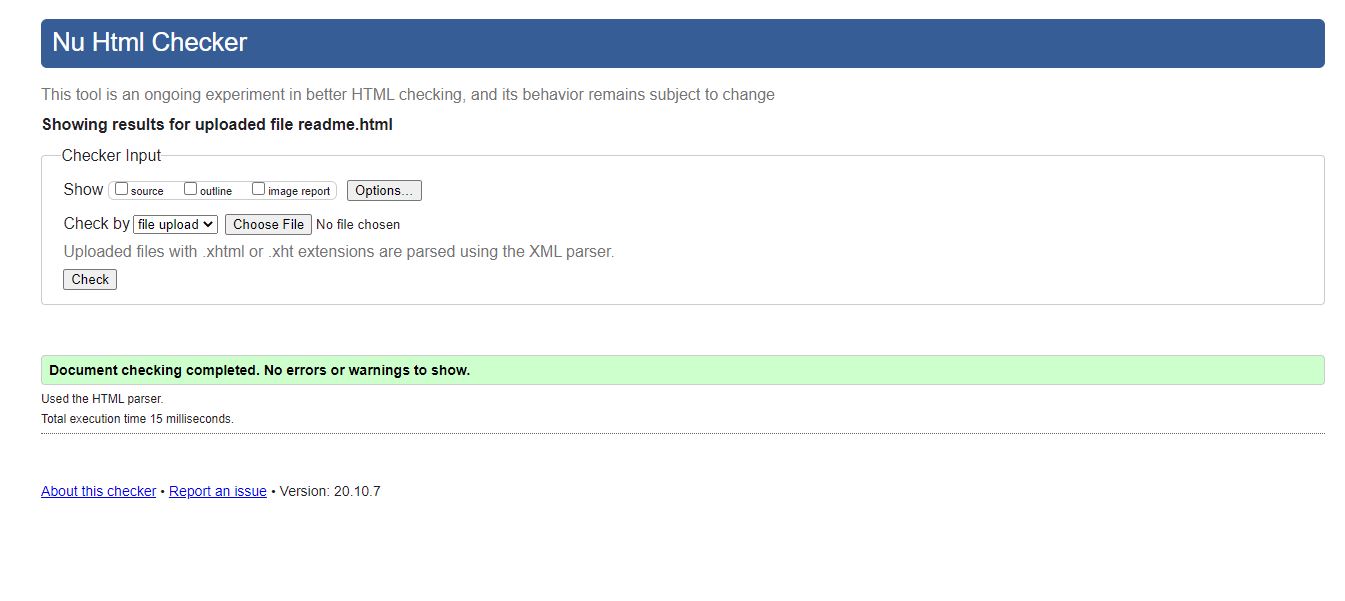 Nu Html Checker
This tool is an ongoing experiment in better HTML checking, and its behavior remains subject to change
Showing results for uploaded file readme.html
Checker Input
Show source outline image report Options...
Check by file upload Choose File No file chosen
Uploaded files with .xhtml or .xht extensions are parsed using the XML parser.
Check
Document checking completed. No errors or warnings to show.
Used the HTML parser.
Total execution time 15 milliseconds.
About this checker • Report an issue • Version: 20.10.7